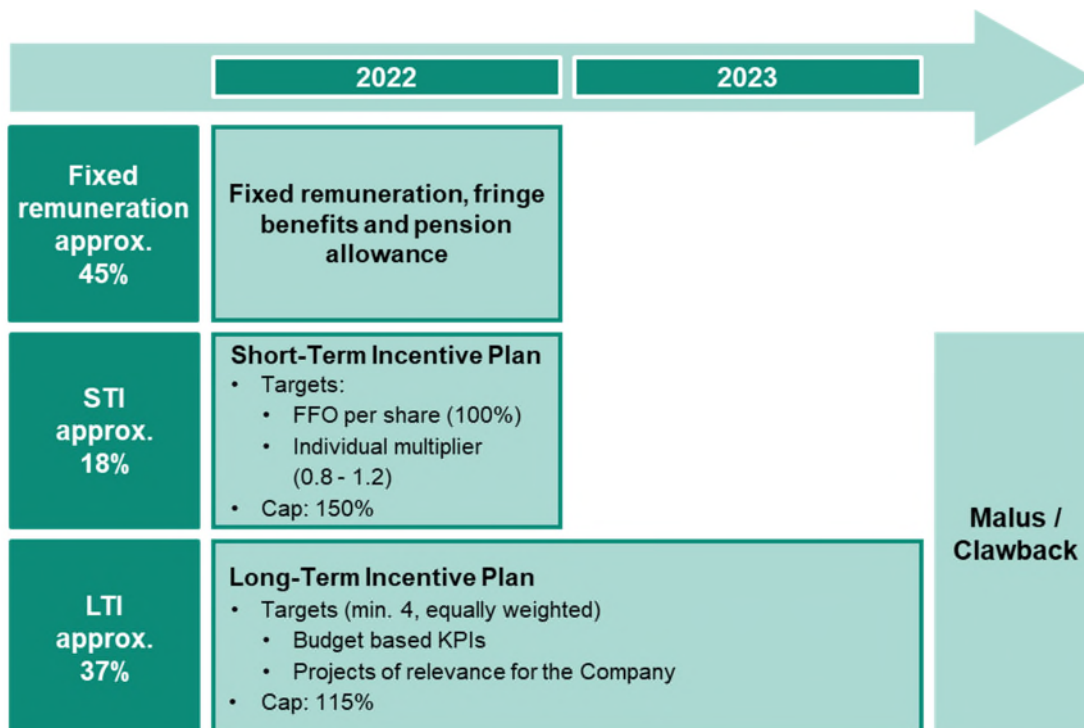 2022
2023
Fixed
remuneration
approx.
45%
Fixed remuneration, fringe
benefits and pension
allowance
STI
approx.
18%
Short-Term Incentive Plan
• Targets:
• FFO per share (100%)
• Individual multiplier
(0.8 - 1.2)
• Cap: 150%
Malus /
Clawback
LTI
approx.
37%
Long-Term Incentive Plan
• Targets (min. 4, equally weighted)
• Budget based KPIs
• Projects of relevance for the Company
• Cap: 115%